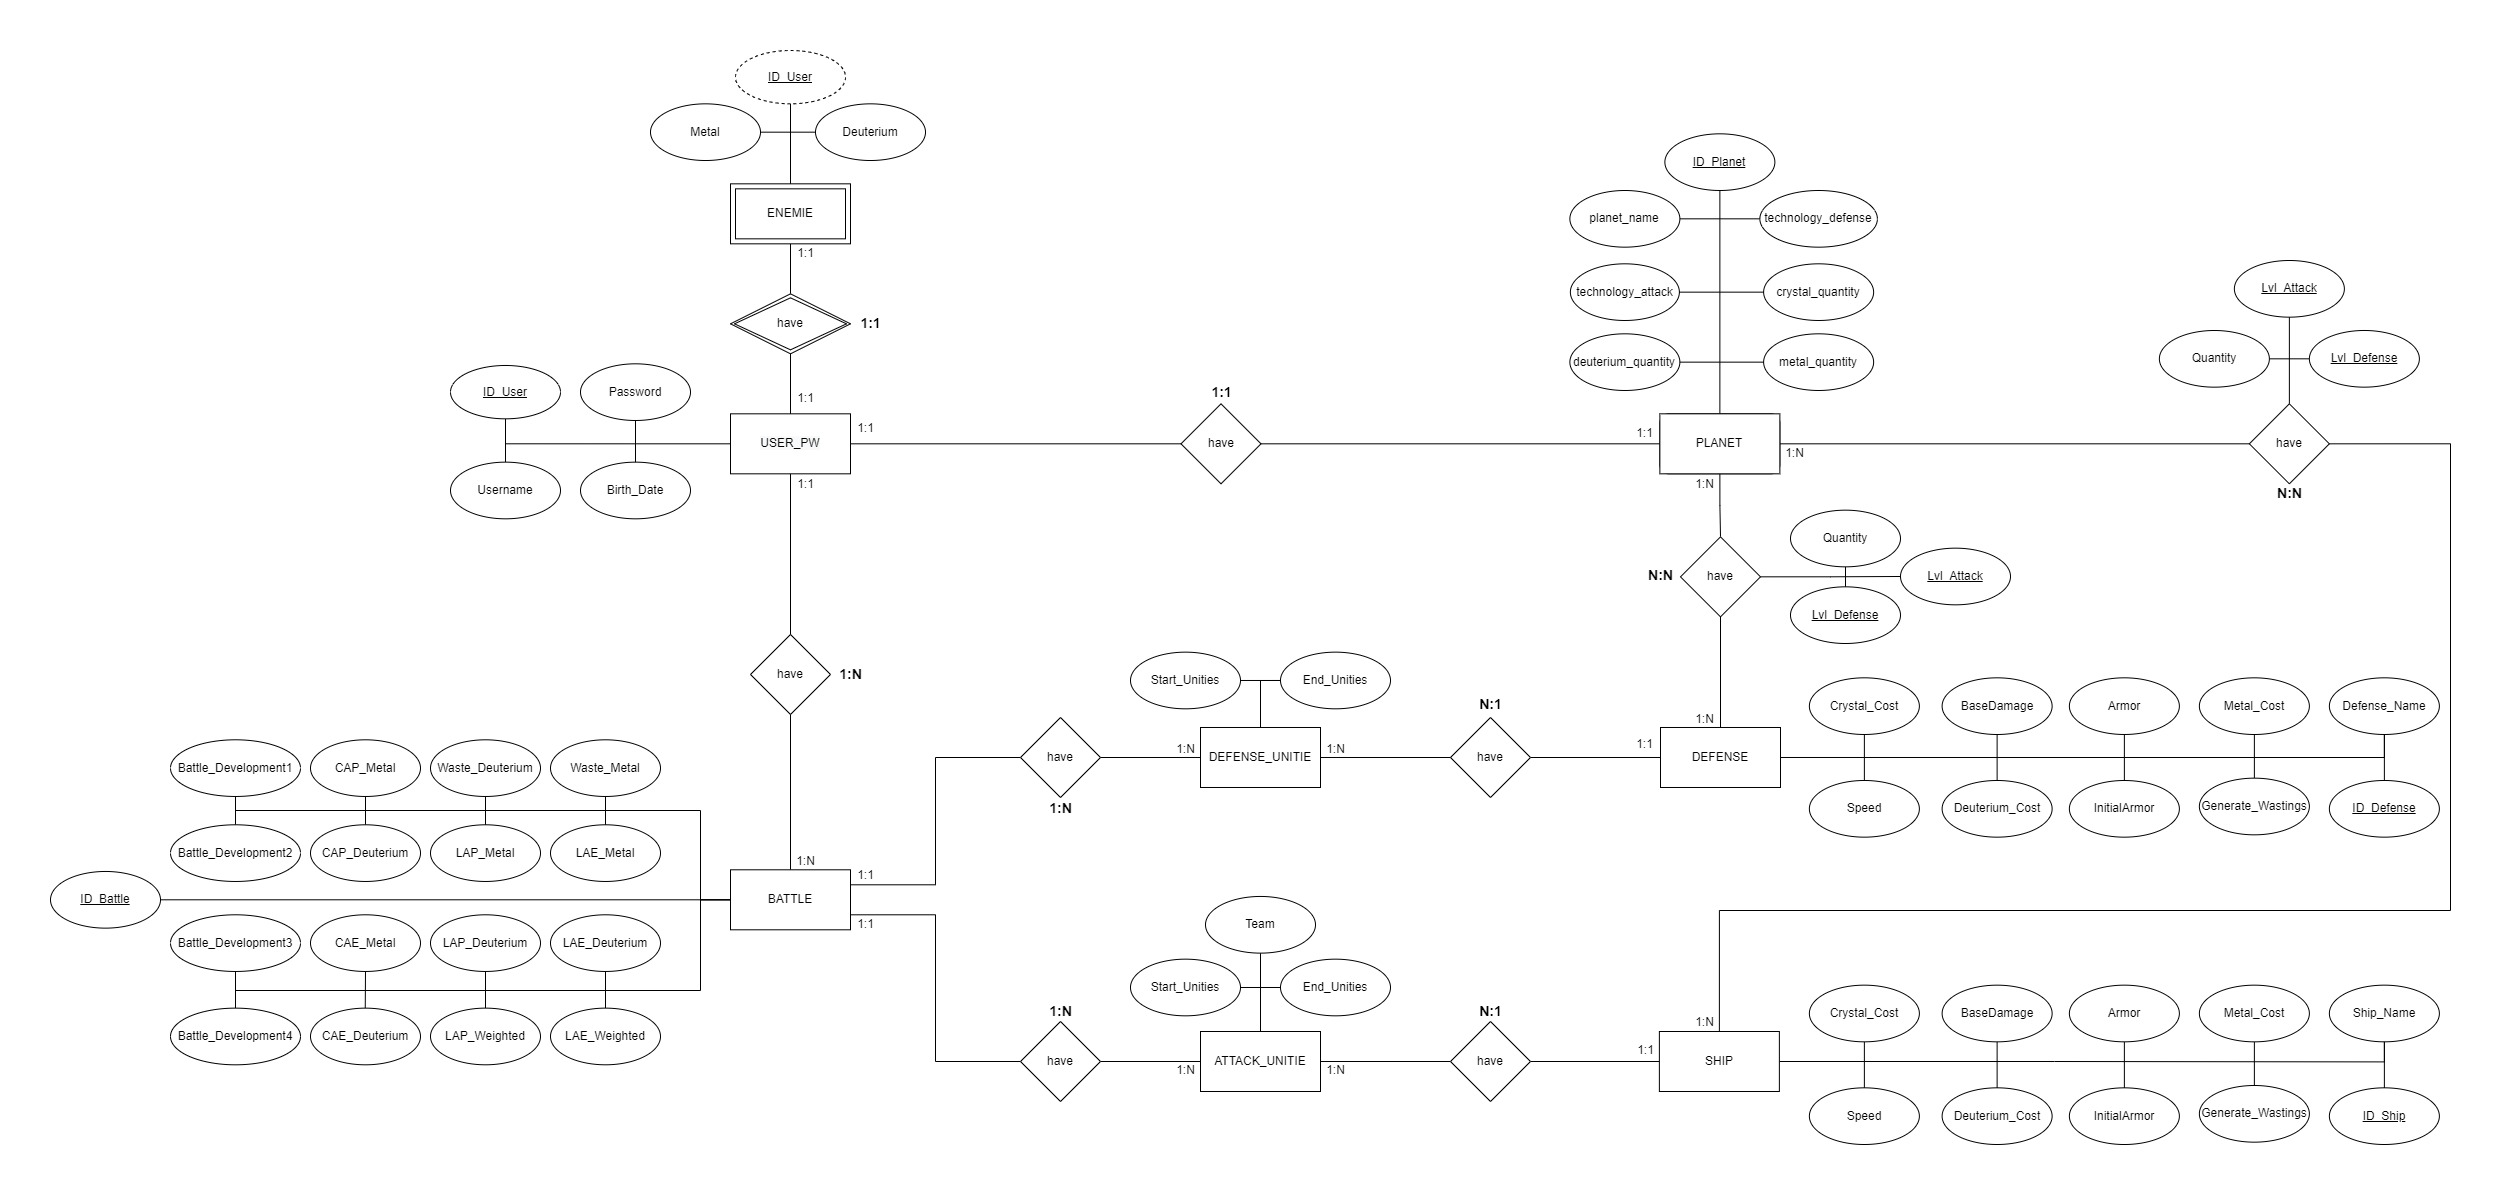 ID_User
Metal
Deuterium
ENEMIE
1:1
have
1:1
1:1
ID_User
Password
USER_PW
Username
Birth_Date
1:1
1:1
1:1
have
1:1
ID_Planet
planet_name
technology_defense
technology_attack
crystal_quantity
deuterium_quantity
metal_quantity
PLANET
1:N
1:N
Lvl_Attack
Quantity
Lvl_Defense
have
N:N
N:N
have
Quantity
Lvl_Attack
Lvl_Defense
1:N
have
1:N
1:N
Battle_Development1
CAP_Metal
Waste_Deuterium
Waste_Metal
Battle_Development2
CAP_Deuterium
LAP_Metal
LAE_Metal
ID_Battle
BATTLE
1:1
1:1
Battle_Development3
CAE_Metal
LAP_Deuterium
LAE_Deuterium
Battle_Development4
CAE_Deuterium
LAP_Weighted
LAE_Weighted
have
1:N
1:N
Start_Unities
End_Unities
DEFENSE_UNITIE
1:N
N:1
have
1:1
DEFENSE
Crystal_Cost
BaseDamage
Armor
Metal_Cost
Defense_Name
Speed
Deuterium_Cost
InitialArmor
Generate_Wastings
ID_Defense
1:N
have
1:N
Team
Start_Unities
End_Unities
ATTACK_UNITIE
1:N
N:1
have
1:1
1:N
SHIP
Crystal_Cost
BaseDamage
Armor
Metal_Cost
Ship_Name
Speed
Deuterium_Cost
InitialArmor
Generate_Wastings
ID_Ship